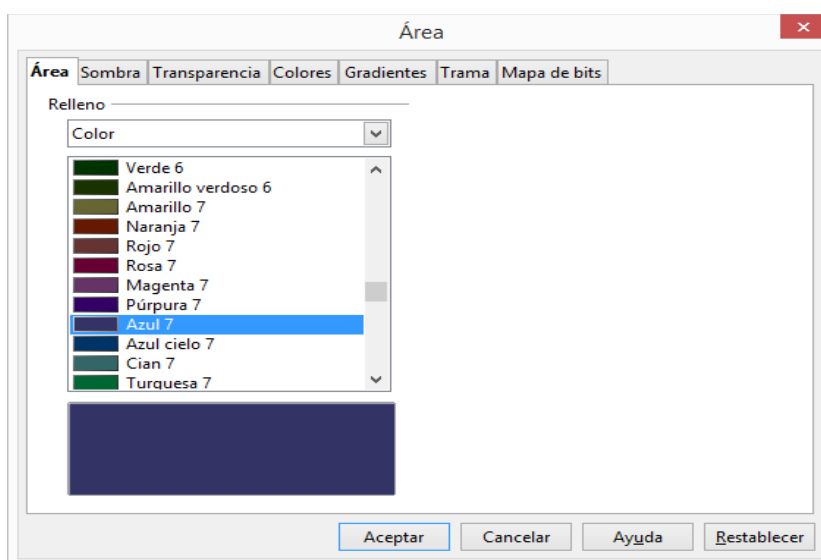 Área
Área Sombra Transparencia Colores Gradientes Trama Mapa de bits
Relleno
Color
Verde 6
Amarillo verdoso 6
Amarillo 7
Naranja 7
Rojo 7
Rosa 7
Magenta 7
Púrpura 7
Azul 7
Azul cielo 7
Cian 7
Turquesa 7
Aceptar Cancelar Ayuda Restablecer